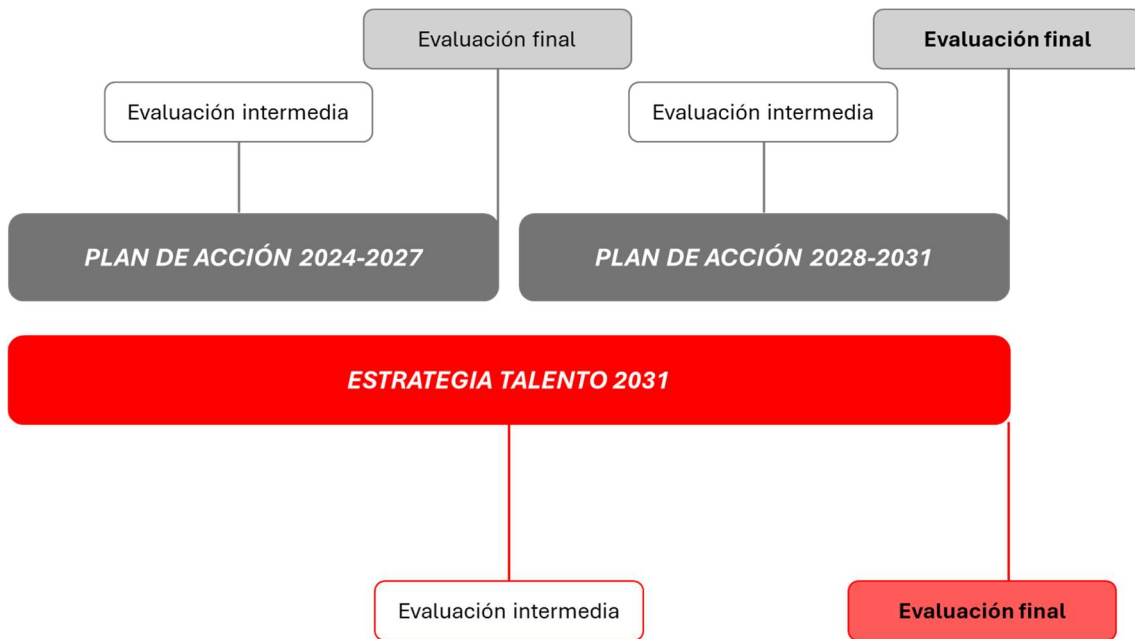 Evaluación final
Evaluación final
Evaluación intermedia
Evaluación intermedia
PLAN DE ACCIÓN 2024-2027
PLAN DE ACCIÓN 2028-2031
ESTRATEGIA TALENTO 2031
Evaluación intermedia
Evaluación final